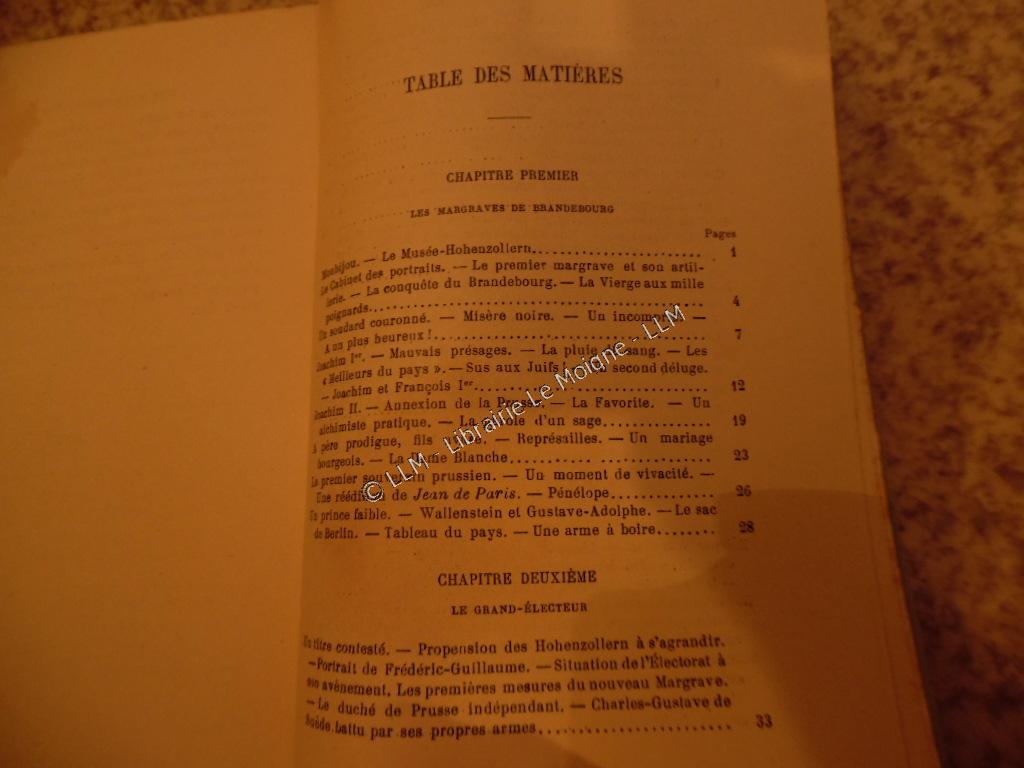 TABLE DES MATIÈRES
CHAPITRE PREMIER
LES MARGRAVES DE BRANDEBOURG
Pages
Monbijou. — Le Musée-Hohenzollern........................ 1
Le Cabinet des portraits. — Le premier margrave et son artil-
lerie. — La conquête du Brandebourg. — La Vierge aux mille
poignards........................ 4
Un soudard couronné. — Misère noire. — Un incompris —
A un plus heureux !........................ 7
Joachim Ier. — Mauvais présages. — La pluie de sang. — Les
« Meilleurs du pays ». — Sus aux Juifs ! second déluge.
— Joachim et François Ier........................ 12
Joachim II. — Annexion de la Prusse. — La Favorite. — Un
alchimiste pratique. — La d'un sage........................ 19
A père prodigue, fils — Représailles. — Un mariage
bourgeois. — La Dame Blanche........................ 23
Le premier souverain prussien. — Un moment de vivacité. —
Une réédition de Jean de Paris. — Pénélope............... 26
Un prince faible. — Wallenstein et Gustave-Adolphe. — Le sac
de Berlin. — Tableau du pays. — Une arme à boire........ 28
CHAPITRE DEUXIÈME
LE GRAND-ÉLECTEUR
Un titre contesté. — Propension des Hohenzollern à s'agrandir.
— Portrait de Frédéric-Guillaume. — Situation de l'Électorat à
son avènement. Les premières mesures du nouveau Margrave.
— Le duché de Prusse indépendant. — Charles-Gustave de
Suède battu par ses propres armes........................ 33
© LLM - Librairie Le Moigne - LLM